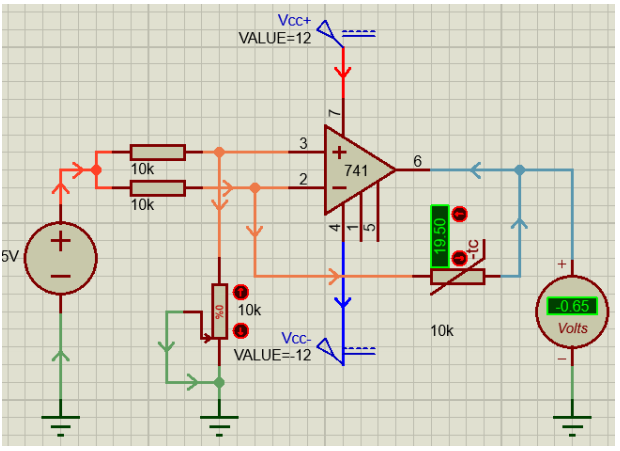 Vcc+
VALUE=12
7
3
+
10k
741
6
2
−
10k
4
1
5
19.50
-tc
5V
+
−
%0
10k
+
-0.65
Volts
−
10k
Vcc-
VALUE=-12